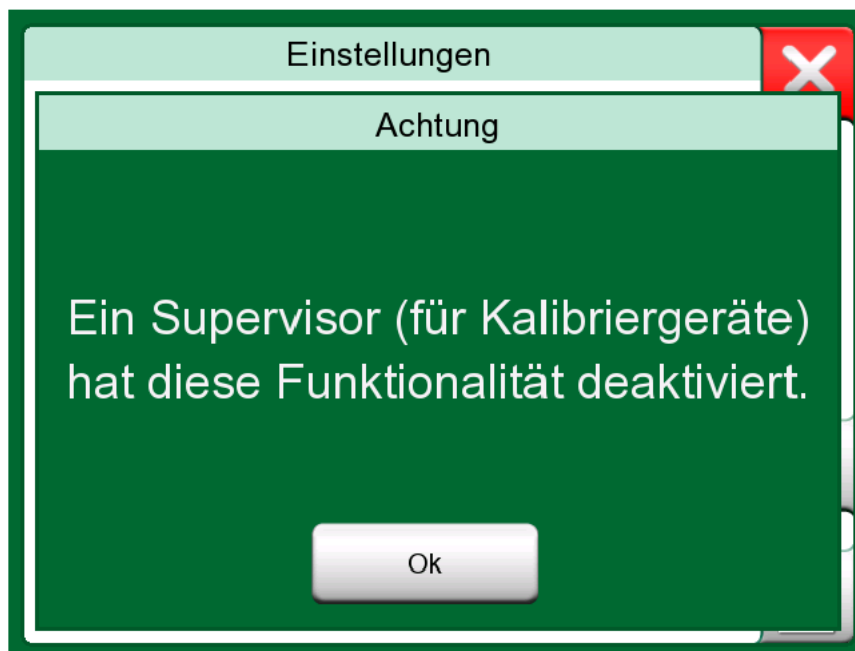 Einstellungen
Achtung
Ein Supervisor (für Kalibriergeräte)
hat diese Funktionalität deaktiviert.
Ok